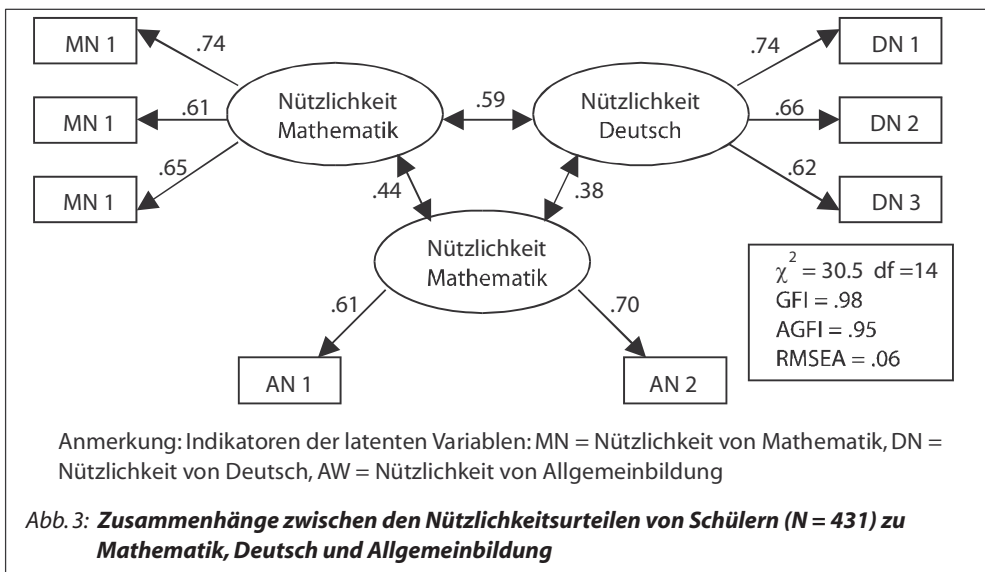 MN 1
.74
.74
DN 1
Nützlichkeit
Mathematik
Nützlichkeit
Deutsch
MN 1
.61
.59
.66
DN 2
MN 1
.65
.44
.38
.62
DN 3
Nützlichkeit
Mathematik
.61
.70
AN 1
AN 2
χ² = 30.5 df =14
GFI = .98
AGFI = .95
RMSEA = .06
Anmerkung: Indikatoren der latenten Variablen: MN = Nützlichkeit von Mathematik, DN =
Nützlichkeit von Deutsch, AW = Nützlichkeit von Allgemeinbildung
Abb. 3: Zusammenhänge zwischen den Nützlichkeitsurteilen von Schülern (N = 431) zu
Mathematik, Deutsch und Allgemeinbildung